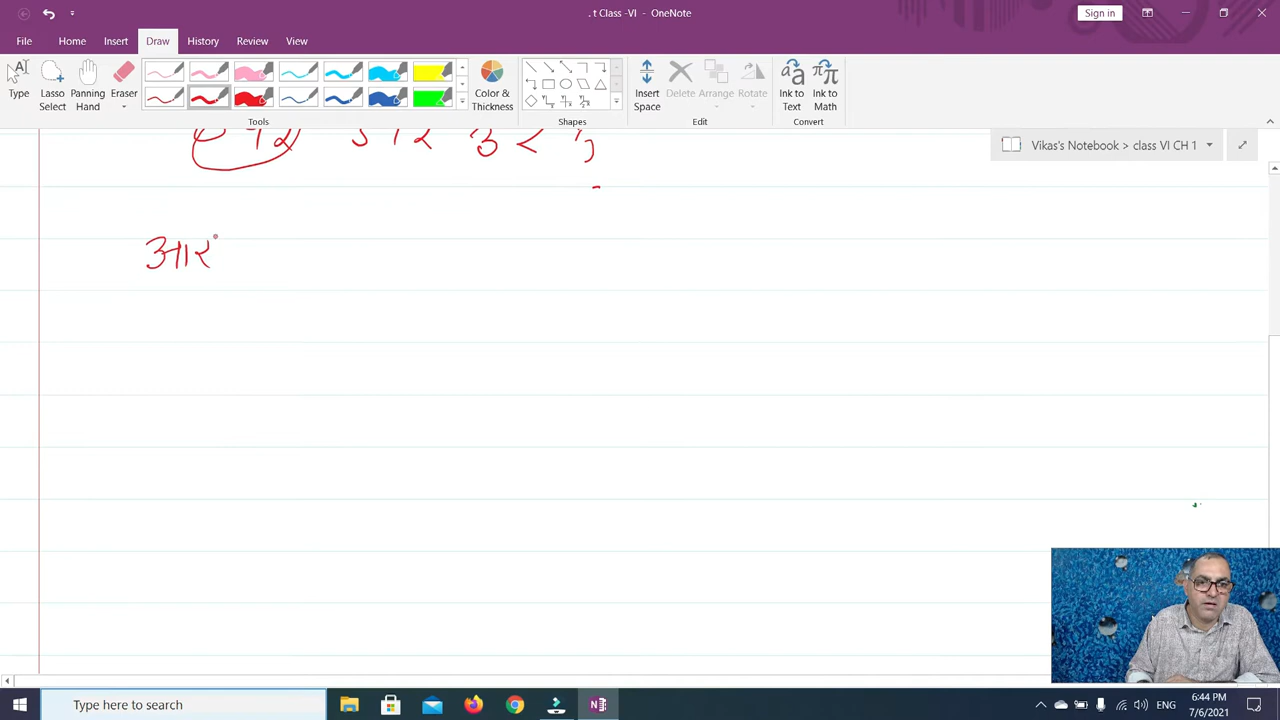 . t Class -VI - OneNote
Sign in
File Home Insert Draw History Review View
Type Lasso Select Panning Hand Eraser Color & Thickness Insert Space Delete Arrange Rotate Ink to Text Ink to Math
Tools Shapes Edit Convert
Vikas's Notebook > class VI CH 1
आर
Type here to search
ENG 6:44 PM
7/6/2021